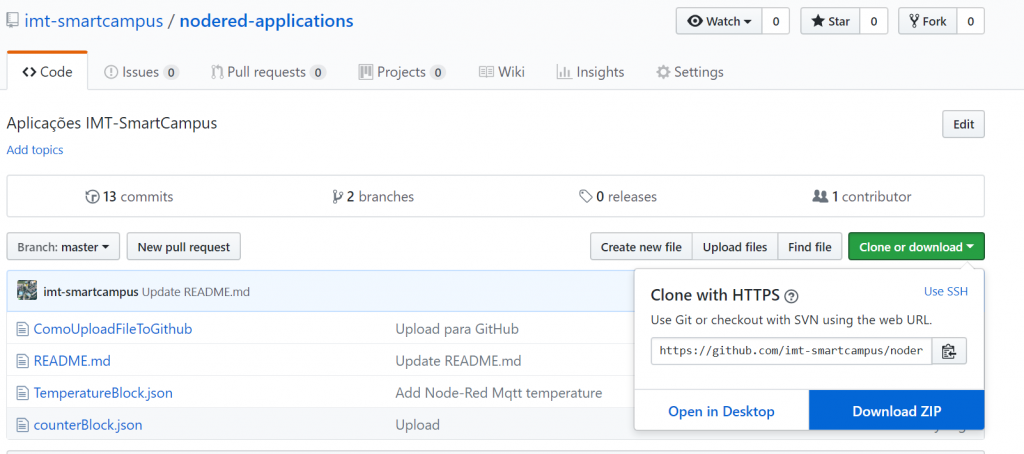 imt-smartcampus / nodered-applications
Watch 0 Star 0 Fork 0
Code Issues 0 Pull requests 0 Projects 0 Wiki Insights Settings
Aplicações IMT-SmartCampus
Edit
Add topics
13 commits 2 branches 0 releases 1 contributor
Branch: master New pull request Create new file Upload files Find file Clone or download
imt-smartcampus Update README.md
Clone with HTTPS ? Use SSH
Use Git or checkout with SVN using the web URL.
https://github.com/imt-smartcampus/noder
Open in Desktop Download ZIP
ComoUploadFileToGithub Upload para GitHub
README.md Update README.md
TemperatureBlock.json Add Node-Red Mqtt temperature
counterBlock.json Upload